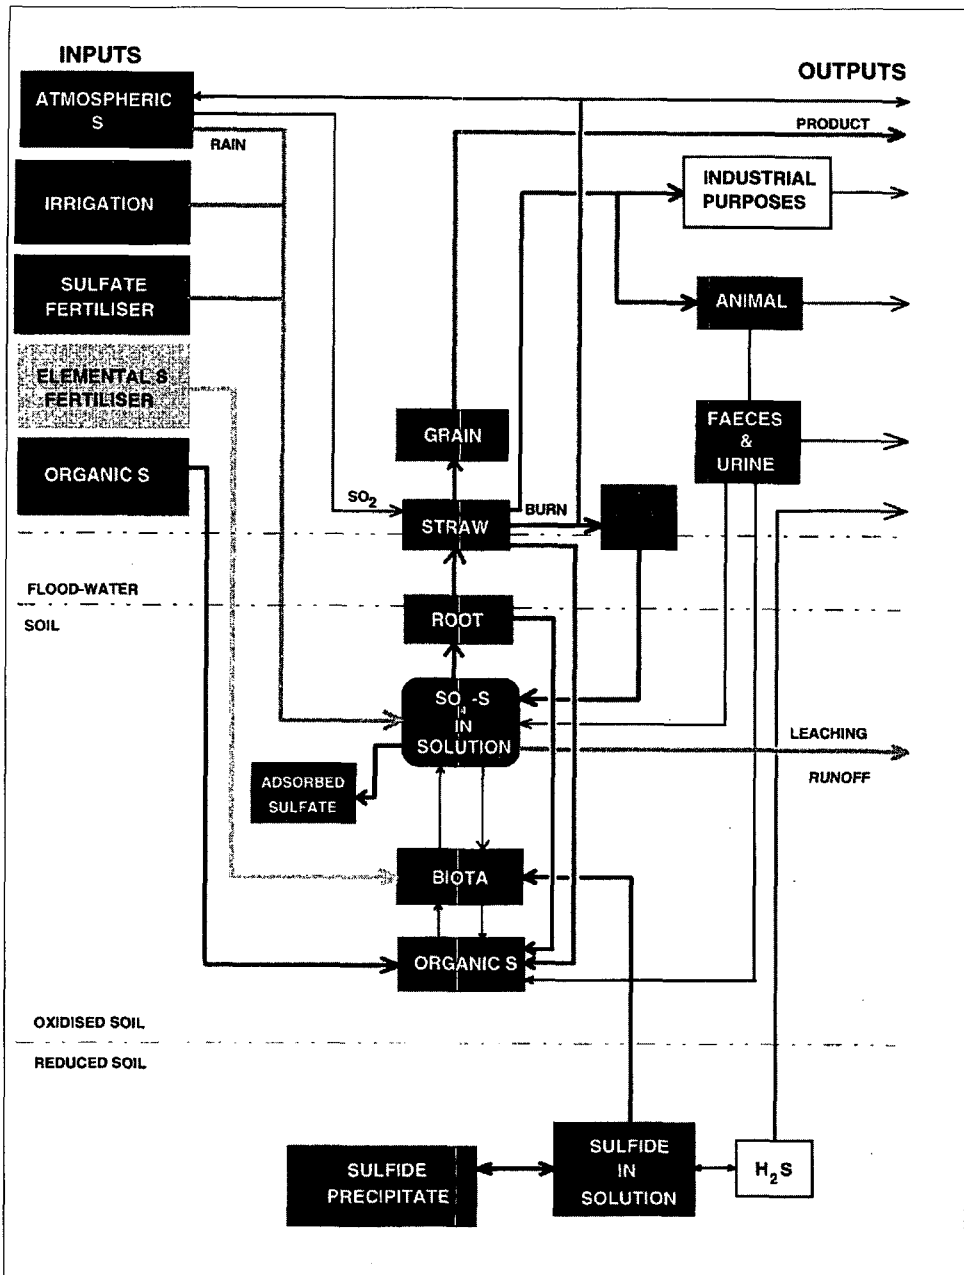 INPUTS
OUTPUTS
ATMOSPHERIC
S
RAIN
PRODUCT
IRRIGATION
INDUSTRIAL
PURPOSES
SULFATE
FERTILISER
ANIMAL
ELEMENTAL S
FERTILISER
GRAIN
FAECES
&
URINE
ORGANIC S
SO2
BURN
STRAW
FLOOD-WATER
SOIL
ROOT
SO4-S
IN
SOLUTION
LEACHING
RUNOFF
ADSORBED
SULFATE
BIOTA
ORGANIC S
OXIDISED SOIL
REDUCED SOIL
SULFIDE
PRECIPITATE
SULFIDE
IN
SOLUTION
H2S